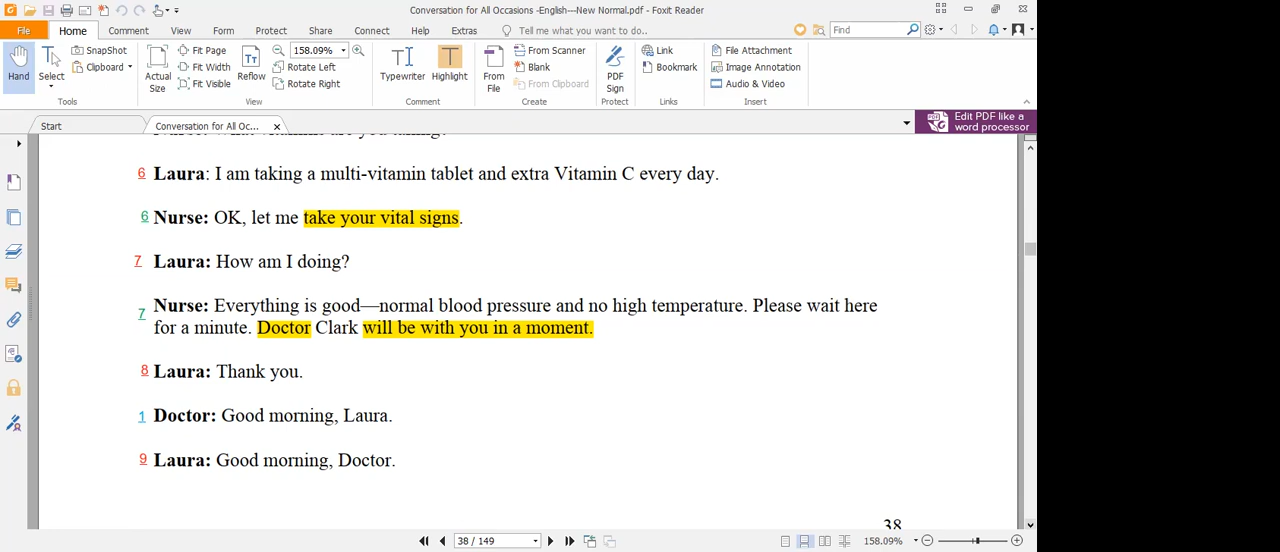 Conversation for All Occasions -English---New Normal.pdf - Foxit Reader
File Home Comment View Form Protect Share Connect Help Extras Tell me what you want to do.. Find
SnapShot Fit Page 158.09% From Scanner Link File Attachment
Clipboard Fit Width Rotate Left Blank Bookmark Image Annotation
Hand Select Actual Size Fit Visible Reflow Rotate Right Typewriter Highlight From File From Clipboard PDF Sign Audio & Video
Tools View Comment Create Protect Links Insert
Start Conversation for All Occ... Edit PDF like a word processor
6 Laura: I am taking a multi-vitamin tablet and extra Vitamin C every day.
6 Nurse: OK, let me take your vital signs.
7 Laura: How am I doing?
7 Nurse: Everything is good—normal blood pressure and no high temperature. Please wait here
for a minute. Doctor Clark will be with you in a moment.
8 Laura: Thank you.
1 Doctor: Good morning, Laura.
9 Laura: Good morning, Doctor.
38
38 / 149 158.09%